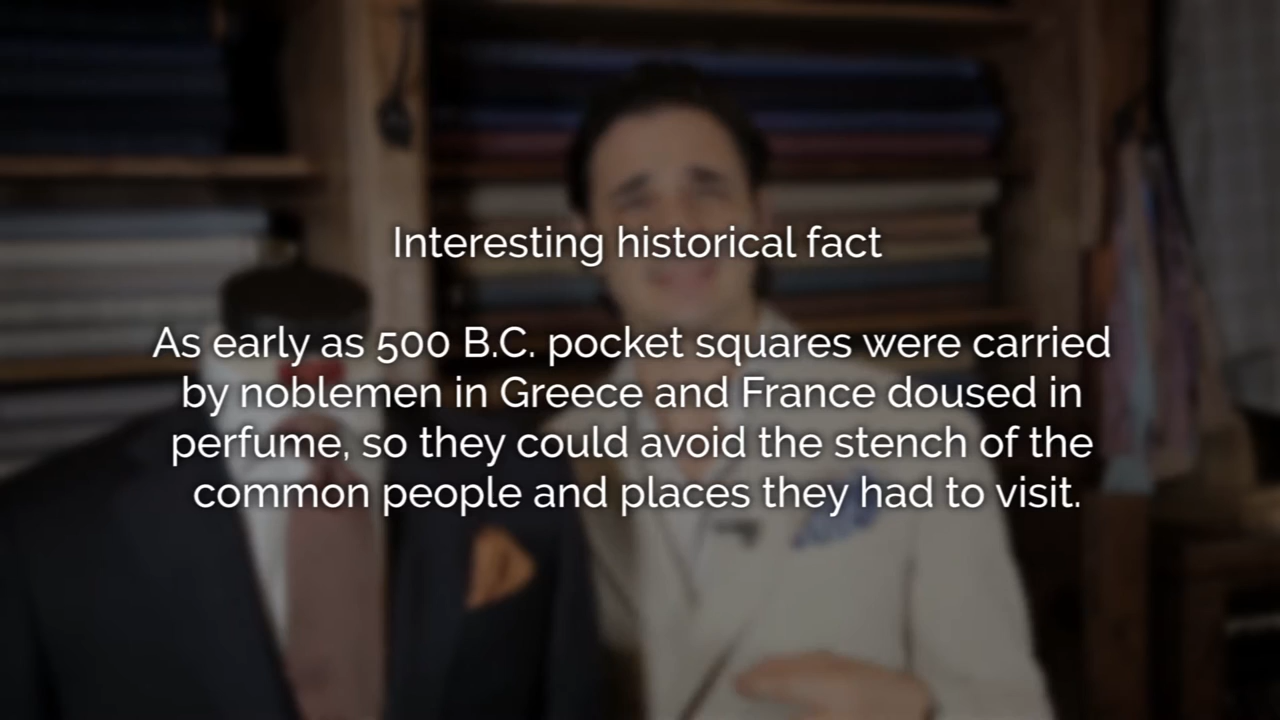 Interesting historical fact
As early as 500 B.C. pocket squares were carried
by noblemen in Greece and France doused in
perfume, so they could avoid the stench of the
common people and places they had to visit.